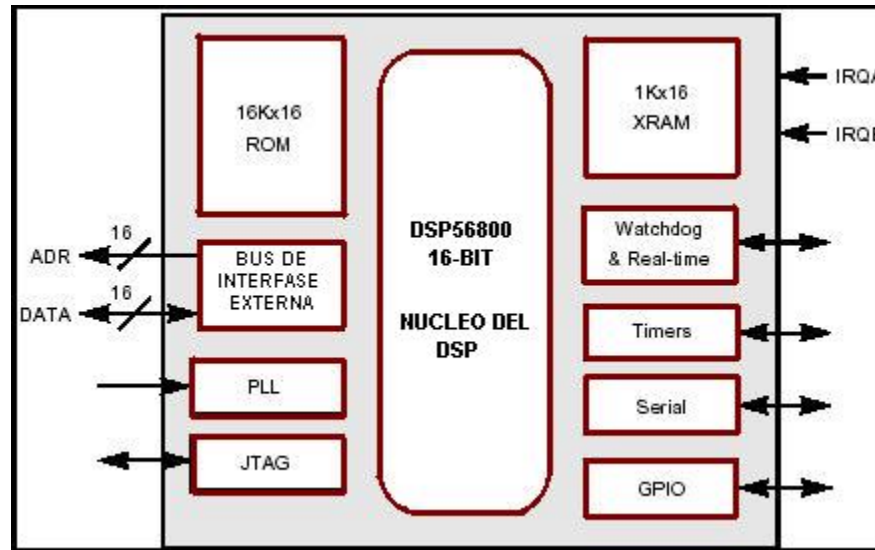 16Kx16
ROM
1Kx16
XRAM
IRQA
16
ADR
BUS DE
INTERFASE
EXTERNA
16
DATA
DSP56800
16-BIT
NUCLEO DEL
DSP
Watchdog
& Real-time
PLL
Timers
JTAG
Serial
GPIO